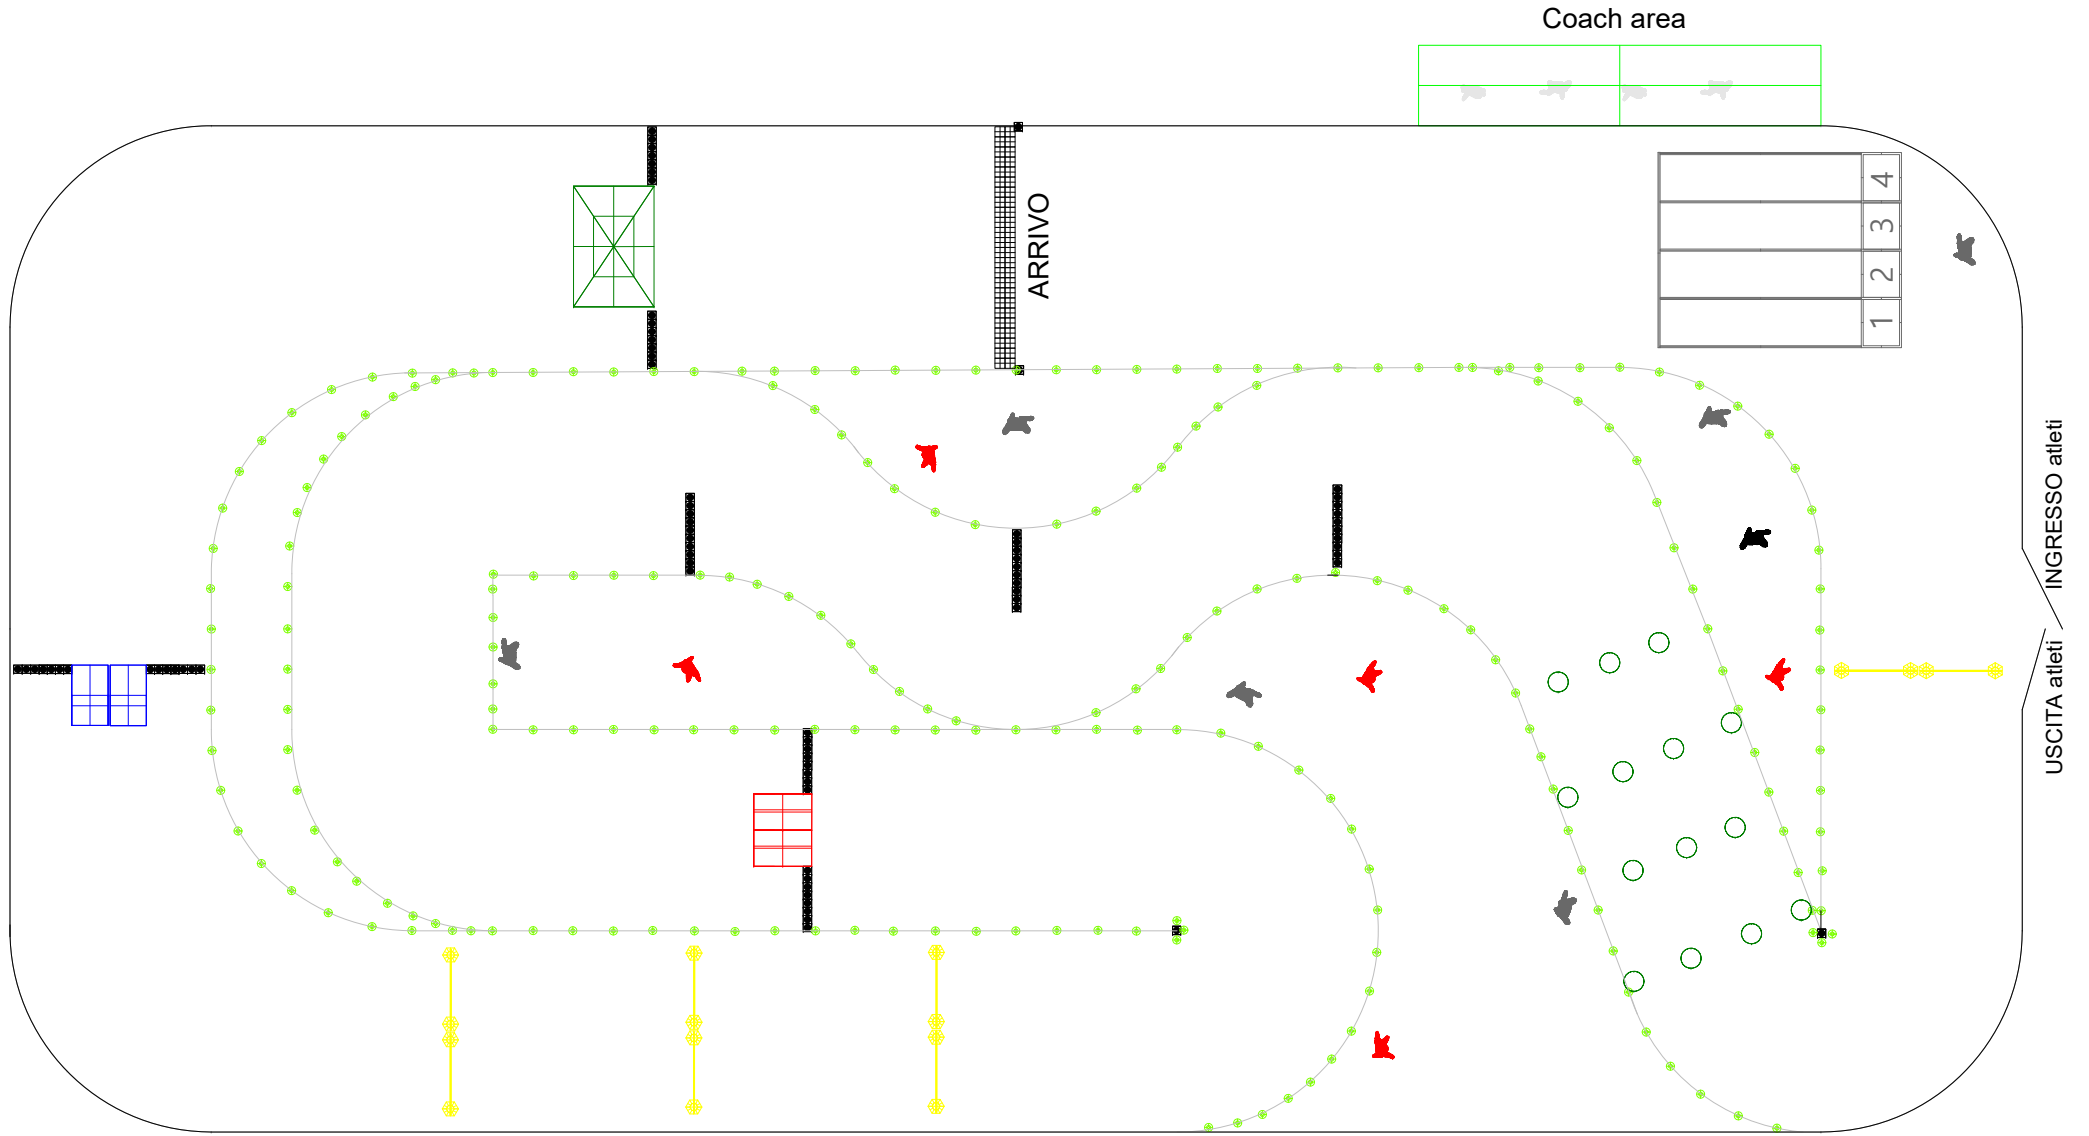 Coach area
ARRIVO
4
3
2
1
INGRESSO atleti
USCITA atleti